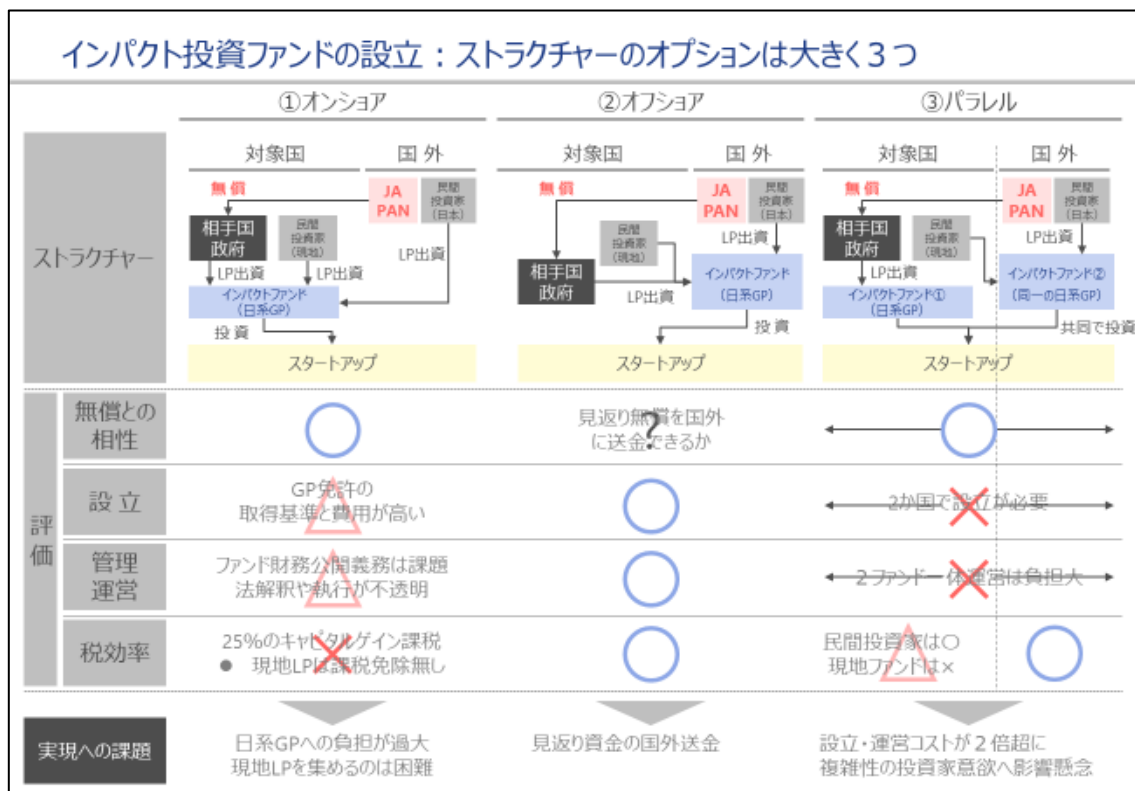 インパクト投資ファンドの設立：ストラクチャーのオプションは大きく３つ
①オンショア
②オフショア
③パラレル
ストラクチャー
対象国
国 外
無償
JA
PAN
民間
投資家
(日本)
相手国
政府
民間
投資家
(現地)
LP出資
LP出資
LP出資
インパクトファンド
(日系GP)
投 資
スタートアップ
対象国
国 外
無償
JA
PAN
民間
投資家
(日本)
民間
投資家
(現地)
LP出資
相手国
政府
LP出資
インパクトファンド
(日系GP)
投 資
スタートアップ
対象国
国 外
無償
JA
PAN
民間
投資家
(日本)
相手国
政府
民間
投資家
(現地)
LP出資
LP出資
インパクトファンド①
(日系GP)
インパクトファンド②
(同一の日系GP)
共同で投資
スタートアップ
評価
無償との
相性
見返り無償を国外
に送金できるか
?
設 立
GP免許の
取得基準と費用が高い
2か国で設立が必要
管理
運営
ファンド財務公開義務は課題
法解釈や執行が不透明
２ファンド一体運営は負担大
税効率
25%のキャピタルゲイン課税
● 現地LPは課税免除無し
民間投資家は○
現地ファンドは×
実現への課題
日系GPへの負担が過大
現地LPを集めるのは困難
見返り資金の国外送金
設立・運営コストが２倍超に
複雑性の投資家意欲へ影響懸念